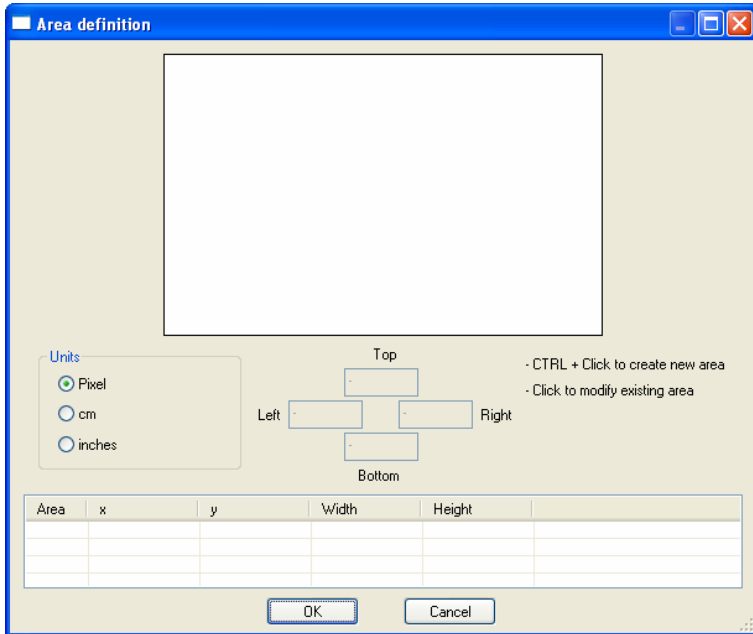 Area definition
Units
Pixel
cm
inches
Top
-
Left - - Right
-
Bottom
- CTRL + Click to create new area
- Click to modify existing area
Area x y Width Height
OK Cancel